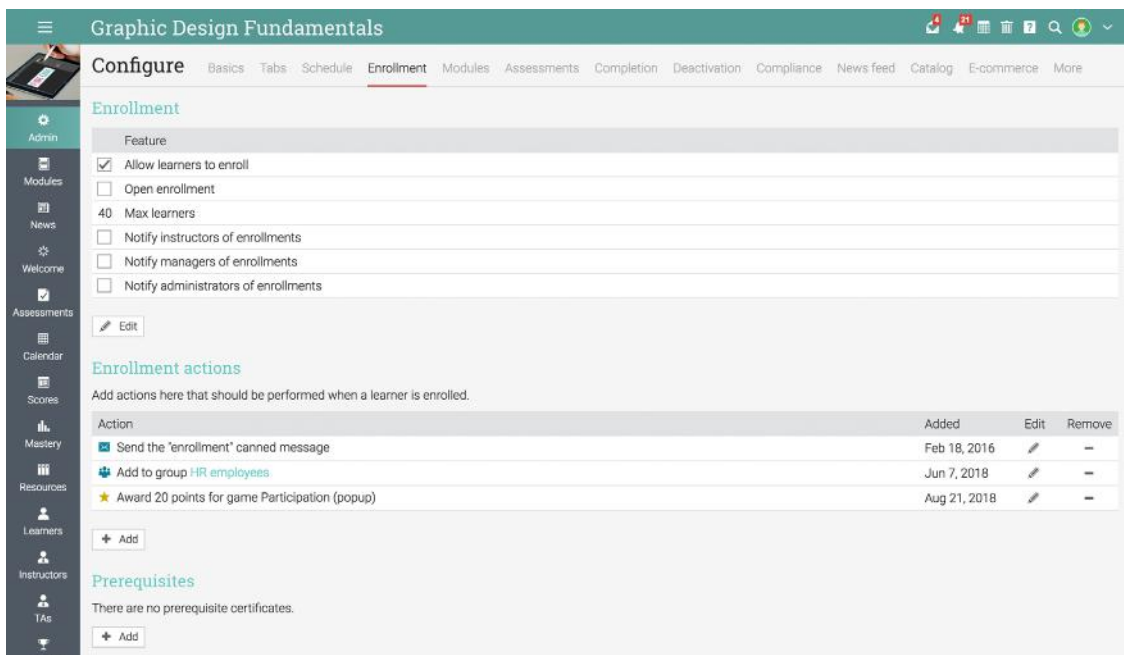 Graphic Design Fundamentals
4
21
?
Configure Basics Tabs Schedule Enrollment Modules Assessments Completion Deactivation Compliance News feed Catalog E-commerce More
Admin
Modules
News
Welcome
Assessments
Calendar
Scores
Mastery
Resources
Learners
Instructors
TAs
Enrollment
Feature
Allow learners to enroll
Open enrollment
40 Max learners
Notify instructors of enrollments
Notify managers of enrollments
Notify administrators of enrollments
Edit
Enrollment actions
Add actions here that should be performed when a learner is enrolled.
Action Added Edit Remove
Send the "enrollment" canned message Feb 18, 2016
Add to group HR employees Jun 7, 2018
Award 20 points for game Participation (popup) Aug 21, 2018
+ Add
Prerequisites
There are no prerequisite certificates.
+ Add